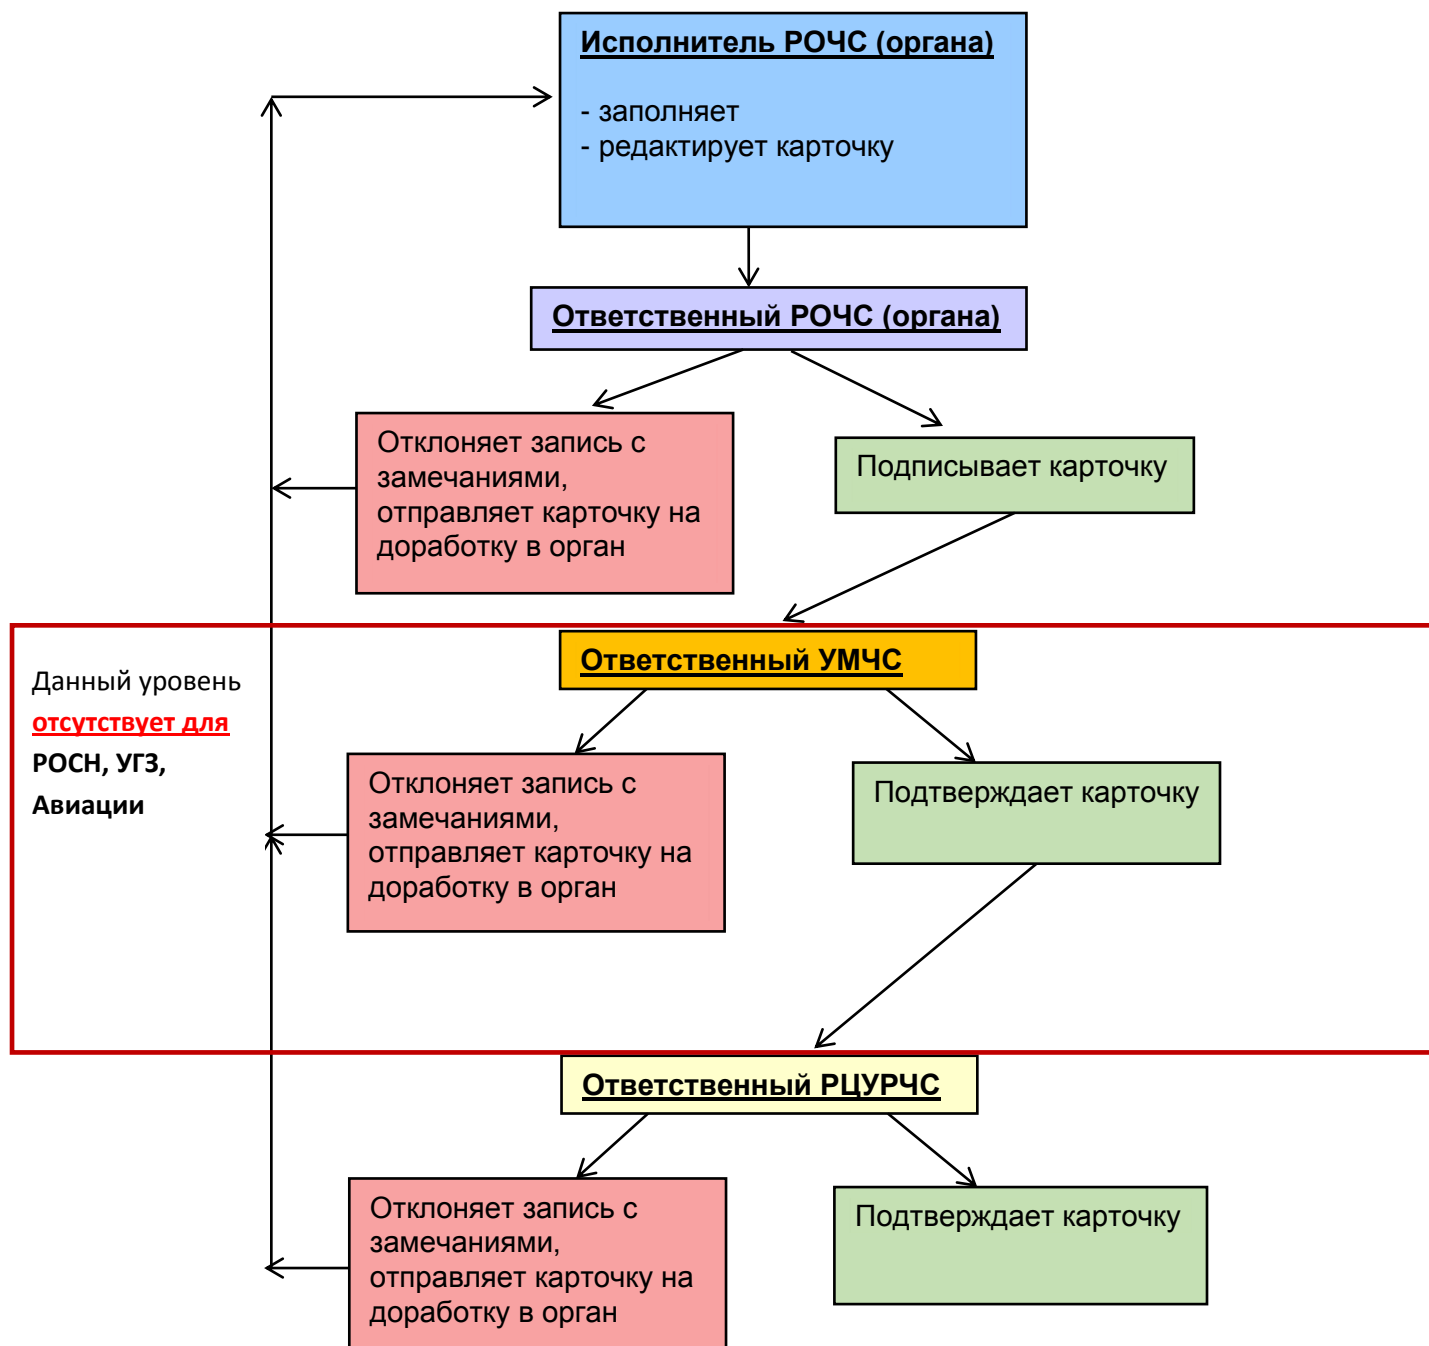 Исполнитель РОЧС (органа)
- заполняет
- редактирует карточку
Ответственный РОЧС (органа)
Отклоняет запись с
замечаниями,
отправляет карточку на
доработку в орган
Подписывает карточку
Ответственный УМЧС
Данный уровень
отсутствует для
РОСН, УГЗ,
Авиации
Отклоняет запись с
замечаниями,
отправляет карточку на
доработку в орган
Подтверждает карточку
Ответственный РЦУРЧС
Отклоняет запись с
замечаниями,
отправляет карточку на
доработку в орган
Подтверждает карточку